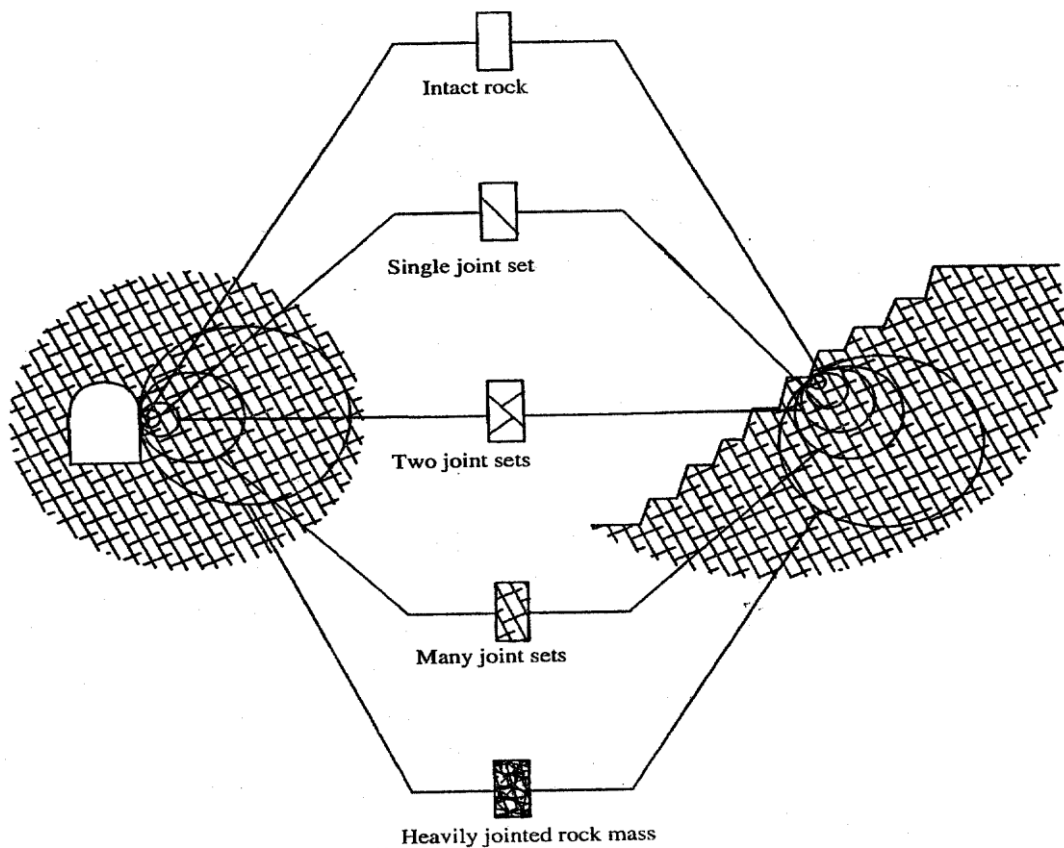 Intact rock
Single joint set
Two joint sets
Many joint sets
Heavily jointed rock mass